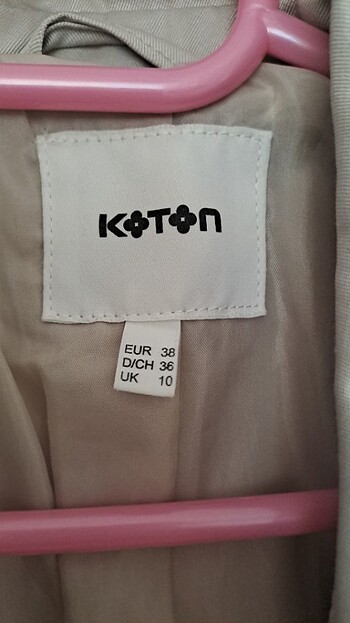 KOTON
EUR 38
D/CH 36
UK 10